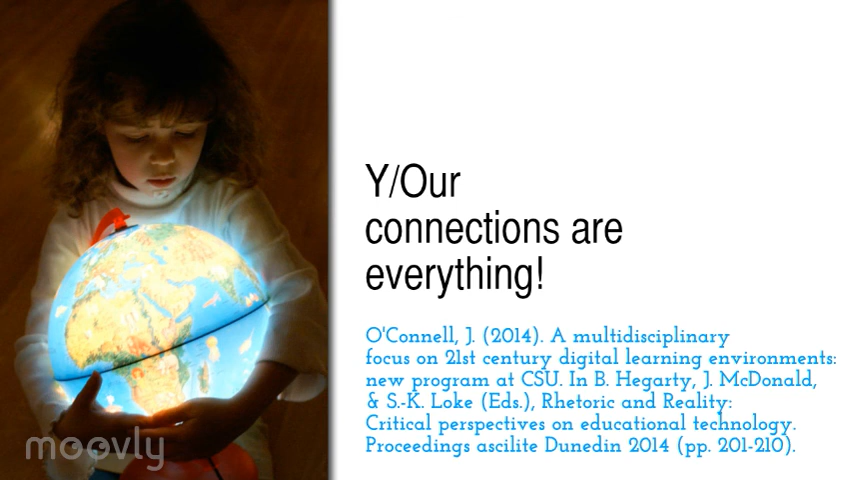 Y/Our
connections are
everything!
O'Connell, J. (2014). A multidisciplinary
focus on 21st century digital learning environments:
new program at CSU. In B. Hegarty, J. McDonald,
& S.-K. Loke (Eds.), Rhetoric and Reality:
Critical perspectives on educational technology.
Proceedings ascilite Dunedin 2014 (pp. 201-210).
moovly